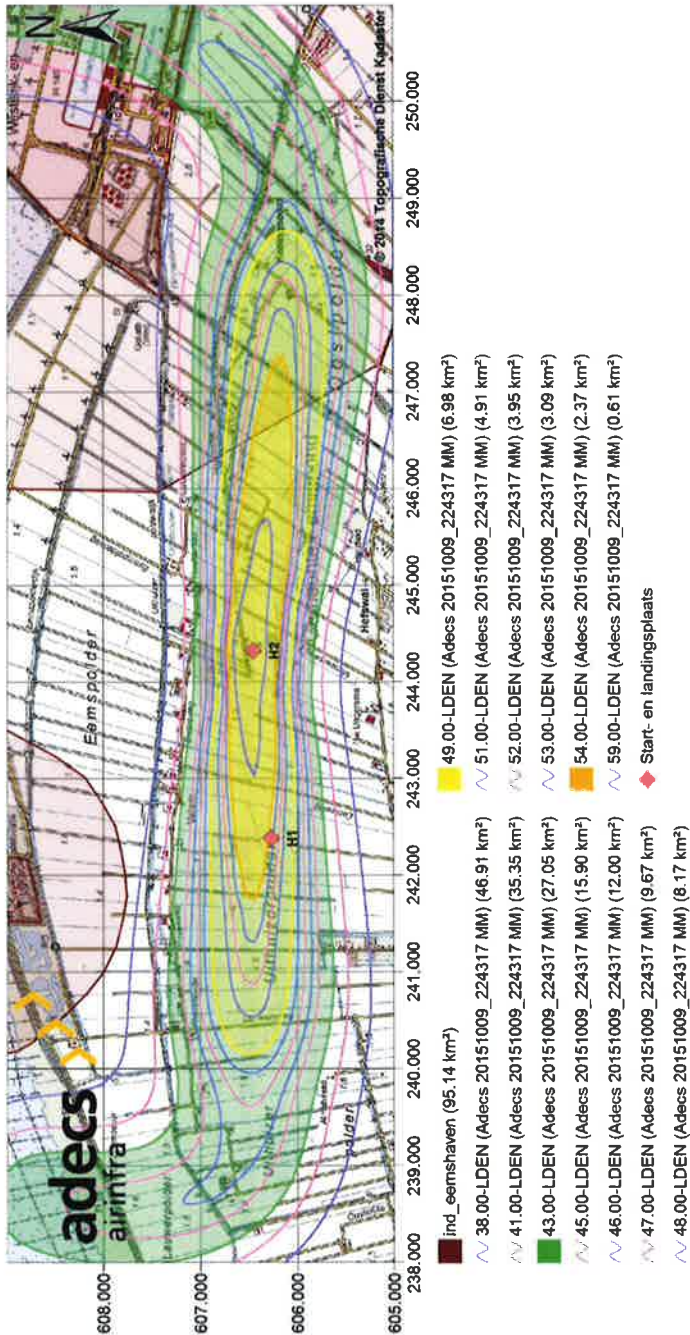 adecs
airinfra
N
Eemspolder
Lauwerpolder
Uithuizerpolder
Oostpolder
polder
Hefswal
H1
H2
© 2014 Topografische Dienst Kadaster
608.000
607.000
606.000
605.000
238.000
239.000
240.000
241.000
242.000
243.000
244.000
245.000
246.000
247.000
248.000
249.000
250.000
ind_eemshaven (95.14 km²)
38.00-LDEN (Adecs 20151009_224317 MM) (46.91 km²)
41.00-LDEN (Adecs 20151009_224317 MM) (35.35 km²)
43.00-LDEN (Adecs 20151009_224317 MM) (27.05 km²)
45.00-LDEN (Adecs 20151009_224317 MM) (15.90 km²)
46.00-LDEN (Adecs 20151009_224317 MM) (12.00 km²)
47.00-LDEN (Adecs 20151009_224317 MM) (9.67 km²)
48.00-LDEN (Adecs 20151009_224317 MM) (8.17 km²)
49.00-LDEN (Adecs 20151009_224317 MM) (6.98 km²)
51.00-LDEN (Adecs 20151009_224317 MM) (4.91 km²)
52.00-LDEN (Adecs 20151009_224317 MM) (3.95 km²)
53.00-LDEN (Adecs 20151009_224317 MM) (3.09 km²)
54.00-LDEN (Adecs 20151009_224317 MM) (2.37 km²)
59.00-LDEN (Adecs 20151009_224317 MM) (0.61 km²)
Start- en landingsplaats